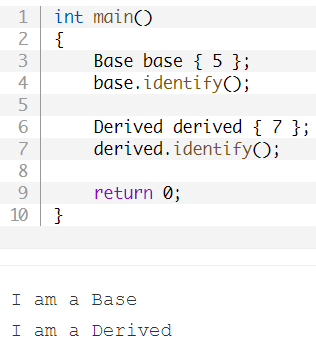 1 int main()
2 {
3     Base base { 5 };
4     base.identify();
5
6     Derived derived { 7 };
7     derived.identify();
8
9     return 0;
10 }
I am a Base
I am a Derived